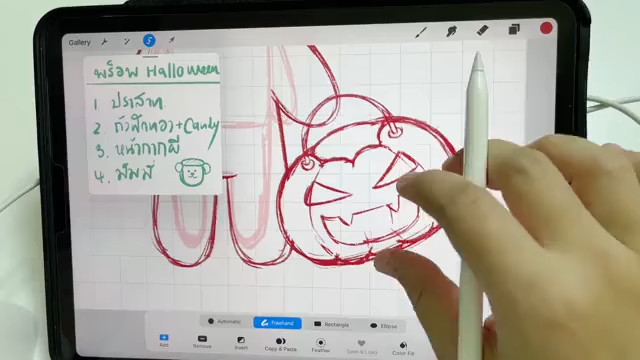 Gallery
พร็อพ Halloween
1 ปราสาท
2 ถังฟักทอง+Candy
3. หน้ากากผี
4. มัมมี่
Automatic Freehand Rectangle Ellipse
Add Remove Invert Copy & Paste Feather Save & Load Color Fill